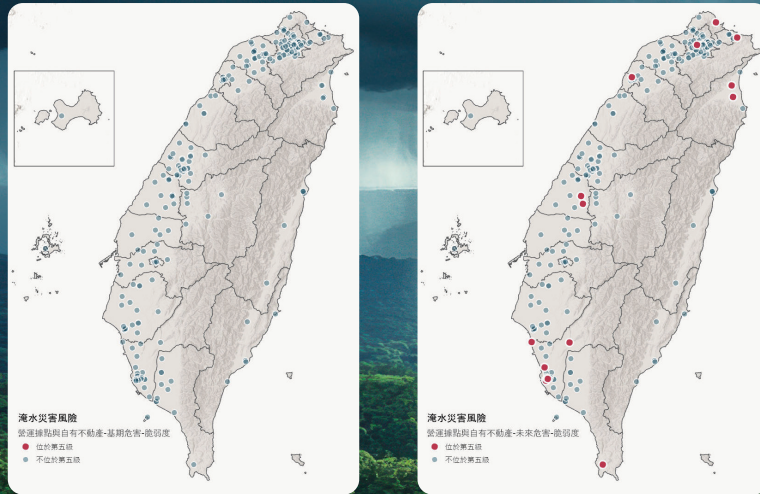 淹水災害風險
營運據點與自有不動產-基期危害-脆弱度
位於第五級
不位於第五級
淹水災害風險
營運據點與自有不動產-未來危害-脆弱度
位於第五級
不位於第五級